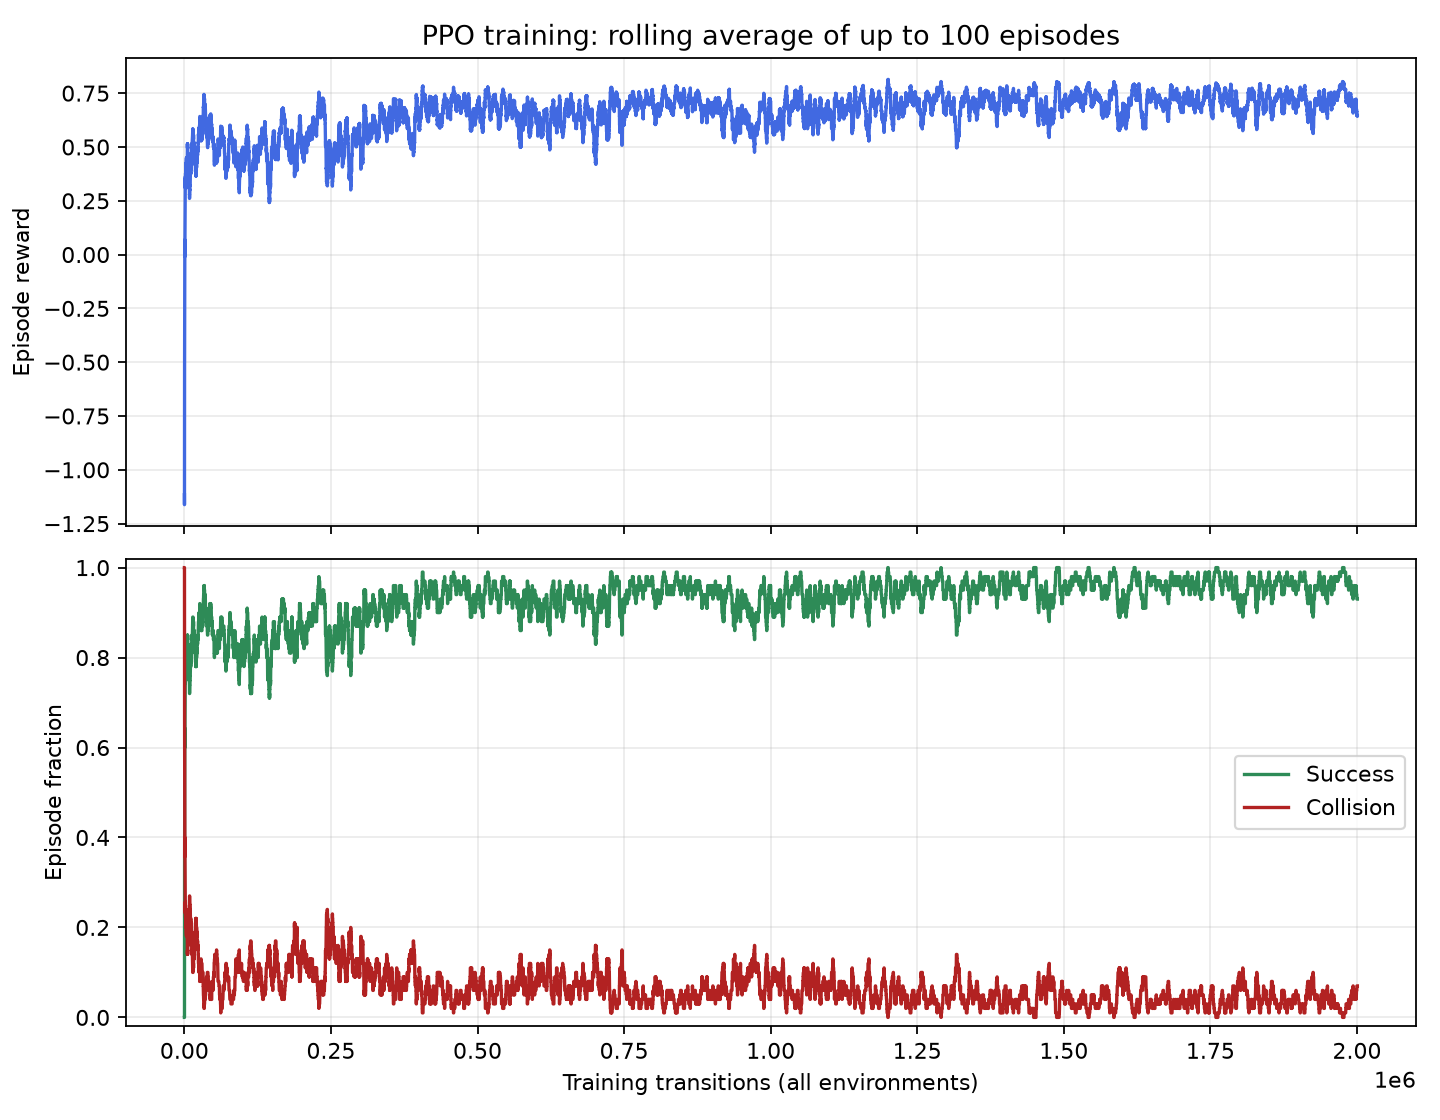 PPO training: rolling average of up to 100 episodes
Episode reward
0.75
0.50
0.25
0.00
−0.25
−0.50
−0.75
−1.00
−1.25
Episode fraction
1.0
0.8
0.6
0.4
0.2
0.0
Success
Collision
0.00 0.25 0.50 0.75 1.00 1.25 1.50 1.75 2.00
1e6
Training transitions (all environments)